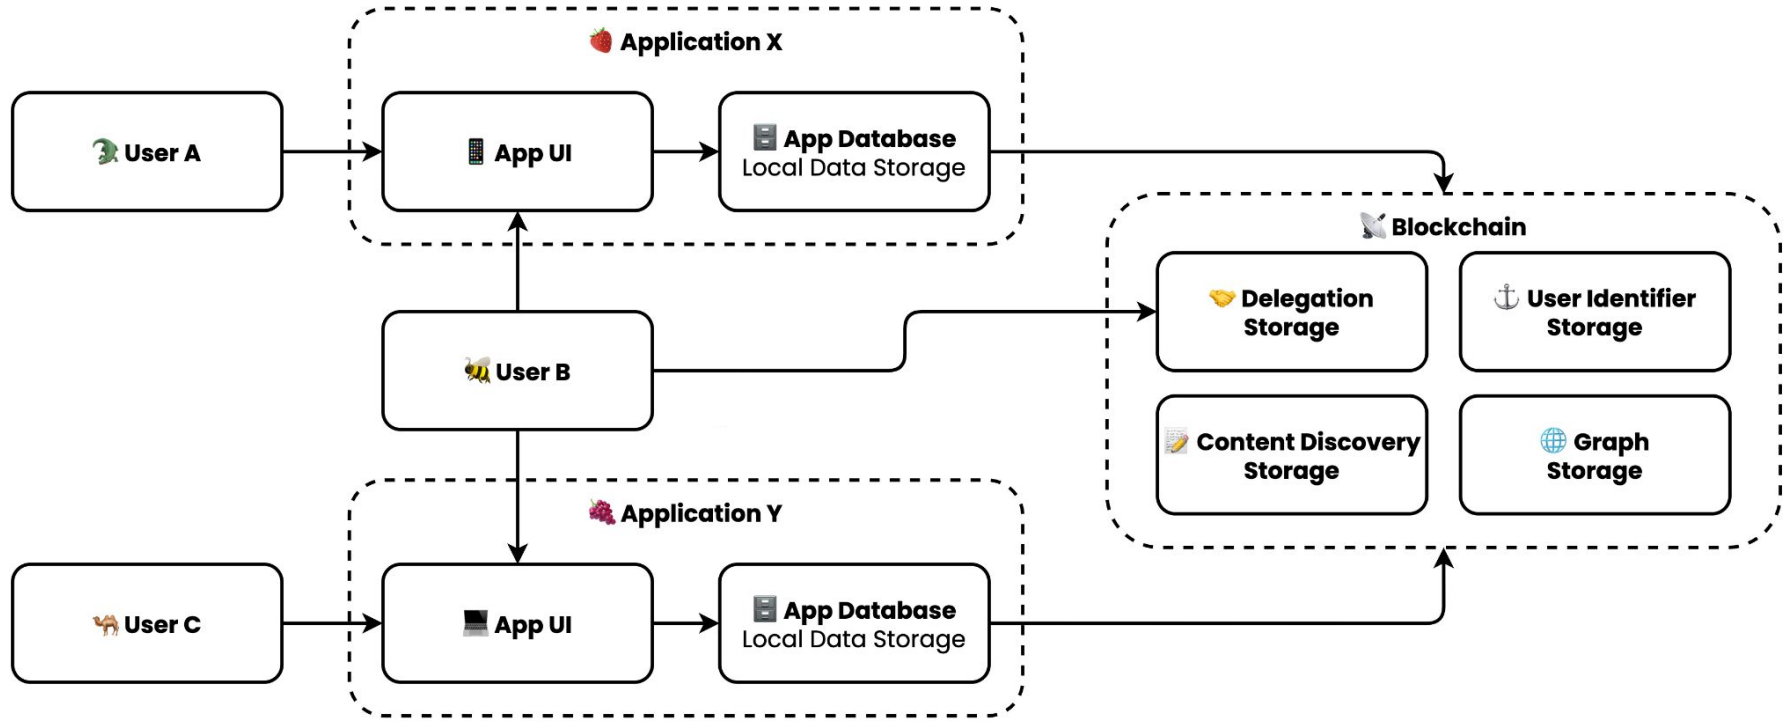 Application X
User A
App UI
App Database
Local Data Storage
Blockchain
Delegation
Storage
User Identifier
Storage
User B
Content Discovery
Storage
Graph
Storage
Application Y
User C
App UI
App Database
Local Data Storage